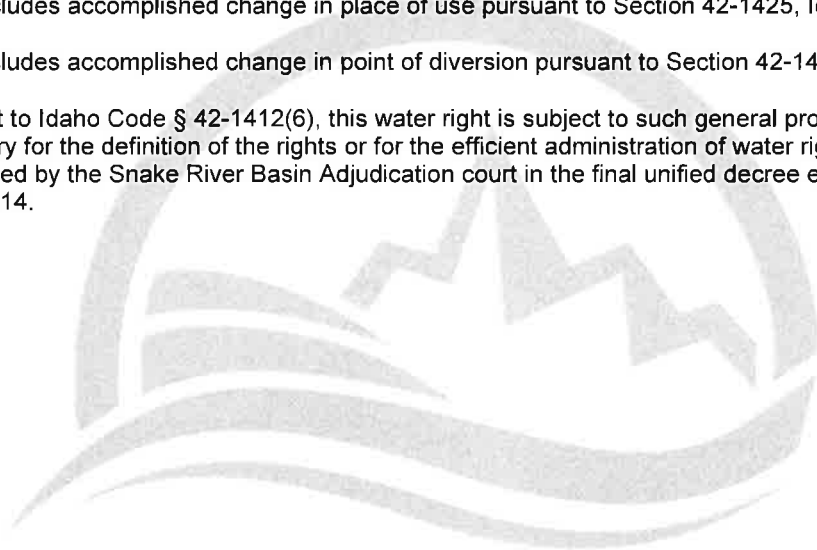 cludes accomplished change in place of use pursuant to Section 42-1425,
ludes accomplished change in point of diversion pursuant to Section 42-14
t to Idaho Code § 42-1412(6), this water right is subject to such general pro
ry for the definition of the rights or for the efficient administration of water rig
ed by the Snake River Basin Adjudication court in the final unified decree e
14.